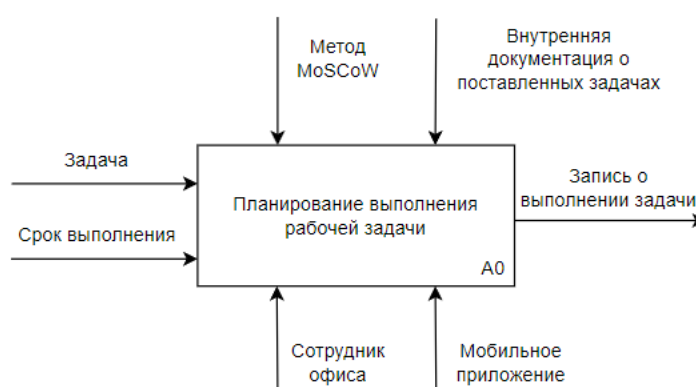 Метод
MoSCoW
Внутренняя
документация о
поставленных задачах
Задача
Срок выполнения
Планирование выполнения
рабочей задачи
A0
Запись о
выполнении задачи
Сотрудник
офиса
Мобильное
приложение